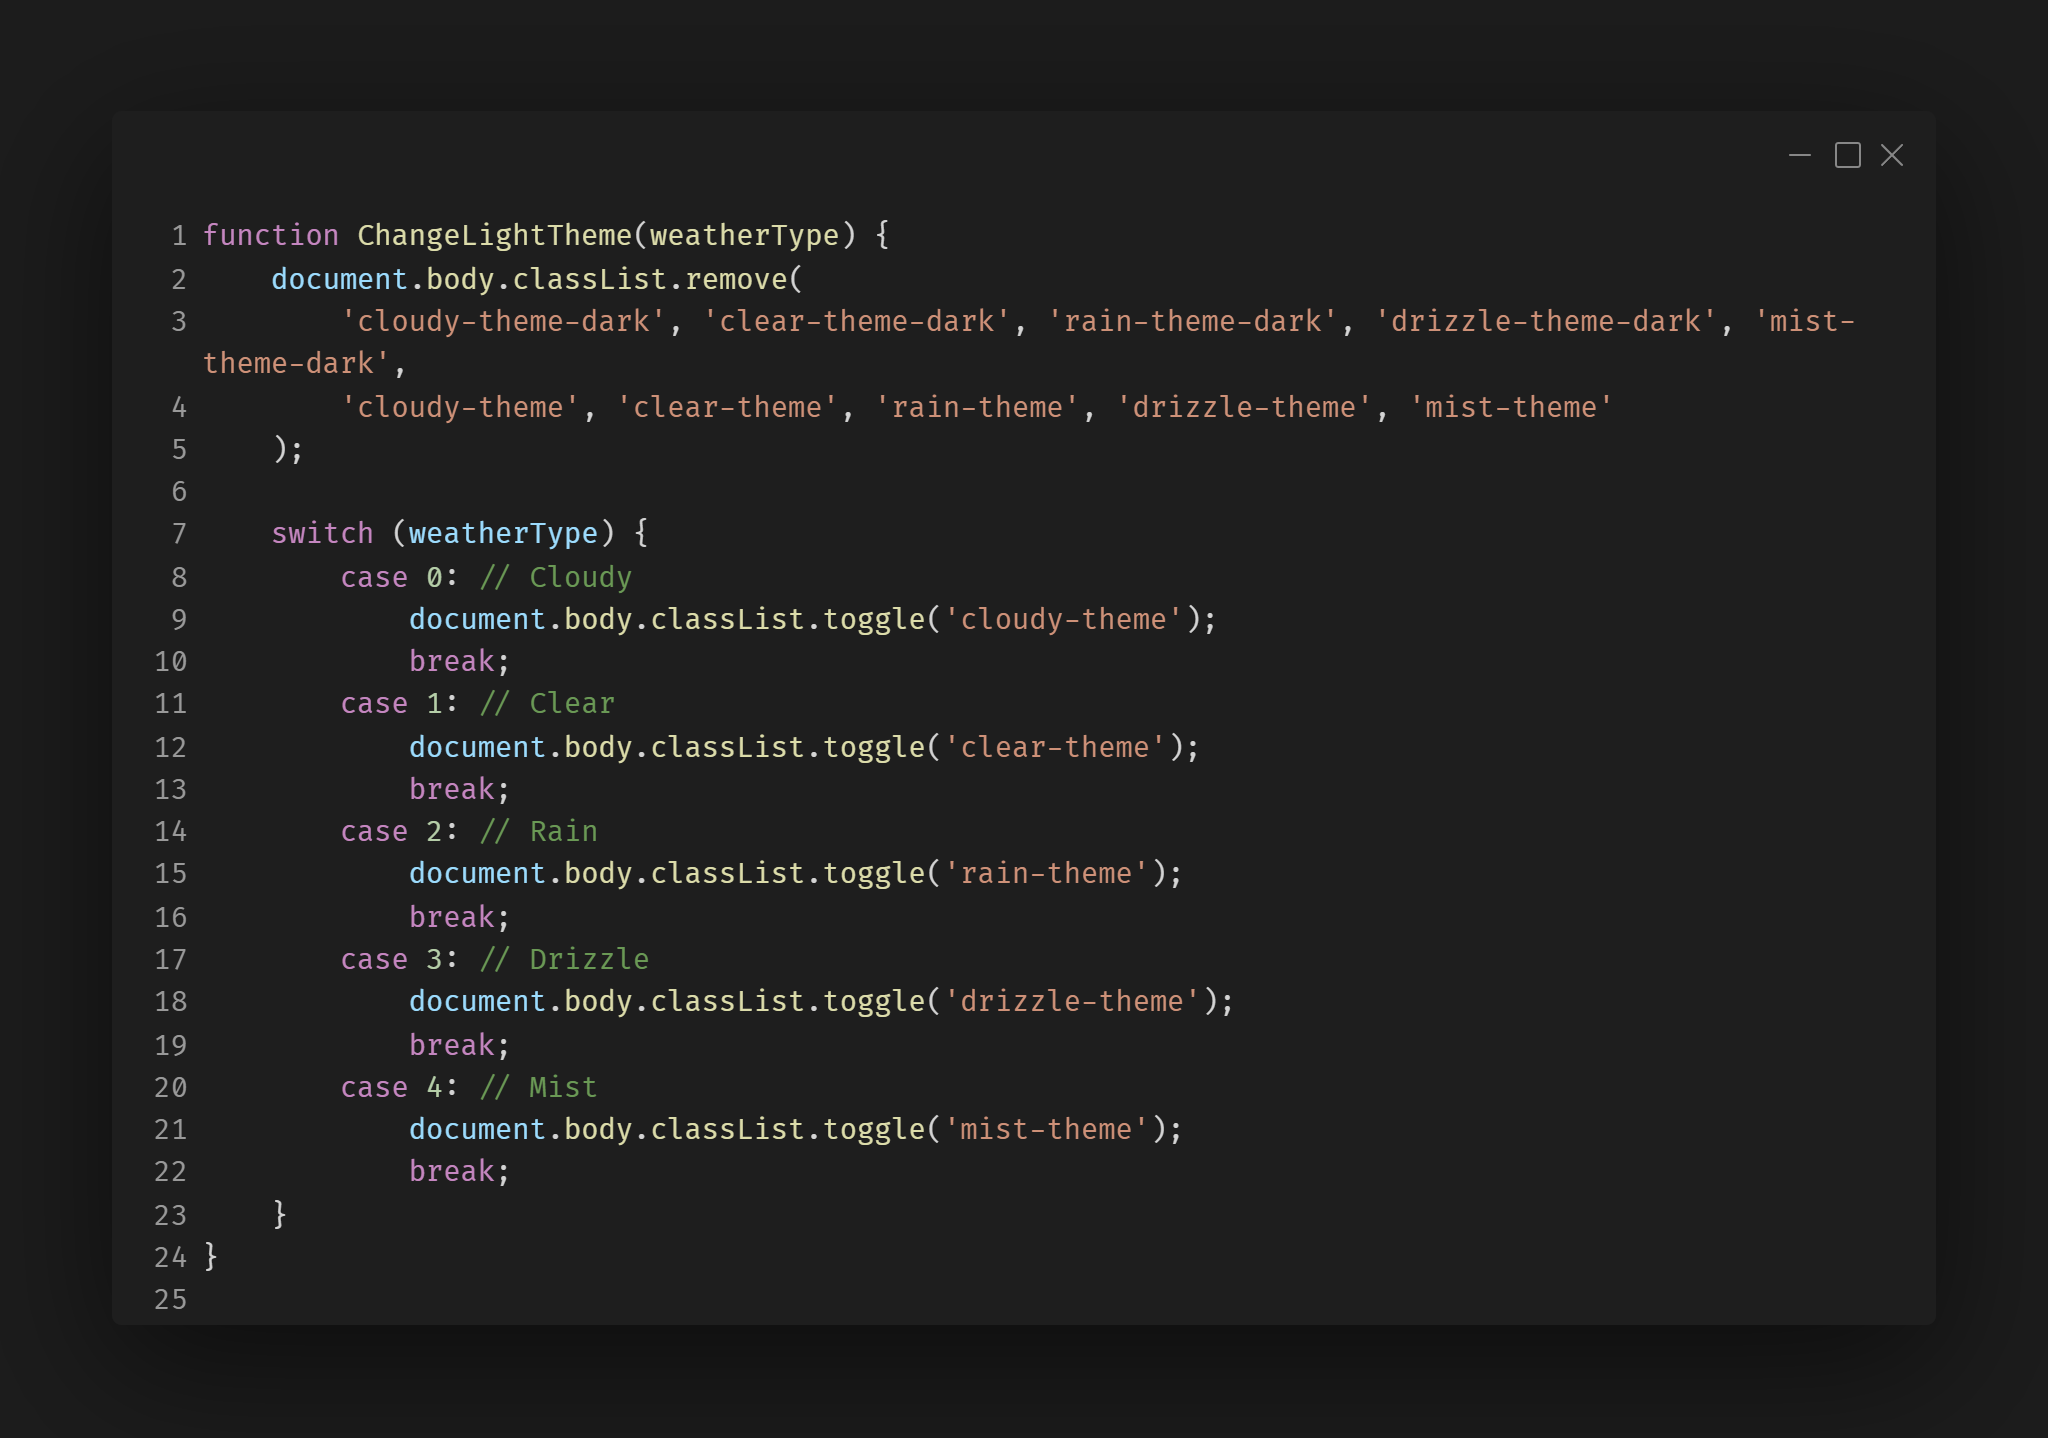 1 function ChangeLightTheme(weatherType) {
2     document.body.classList.remove(
3         'cloudy-theme-dark', 'clear-theme-dark', 'rain-theme-dark', 'drizzle-theme-dark', 'mist-
theme-dark',
4         'cloudy-theme', 'clear-theme', 'rain-theme', 'drizzle-theme', 'mist-theme'
5     );
6
7     switch (weatherType) {
8         case 0: // Cloudy
9             document.body.classList.toggle('cloudy-theme');
10             break;
11         case 1: // Clear
12             document.body.classList.toggle('clear-theme');
13             break;
14         case 2: // Rain
15             document.body.classList.toggle('rain-theme');
16             break;
17         case 3: // Drizzle
18             document.body.classList.toggle('drizzle-theme');
19             break;
20         case 4: // Mist
21             document.body.classList.toggle('mist-theme');
22             break;
23     }
24 }
25